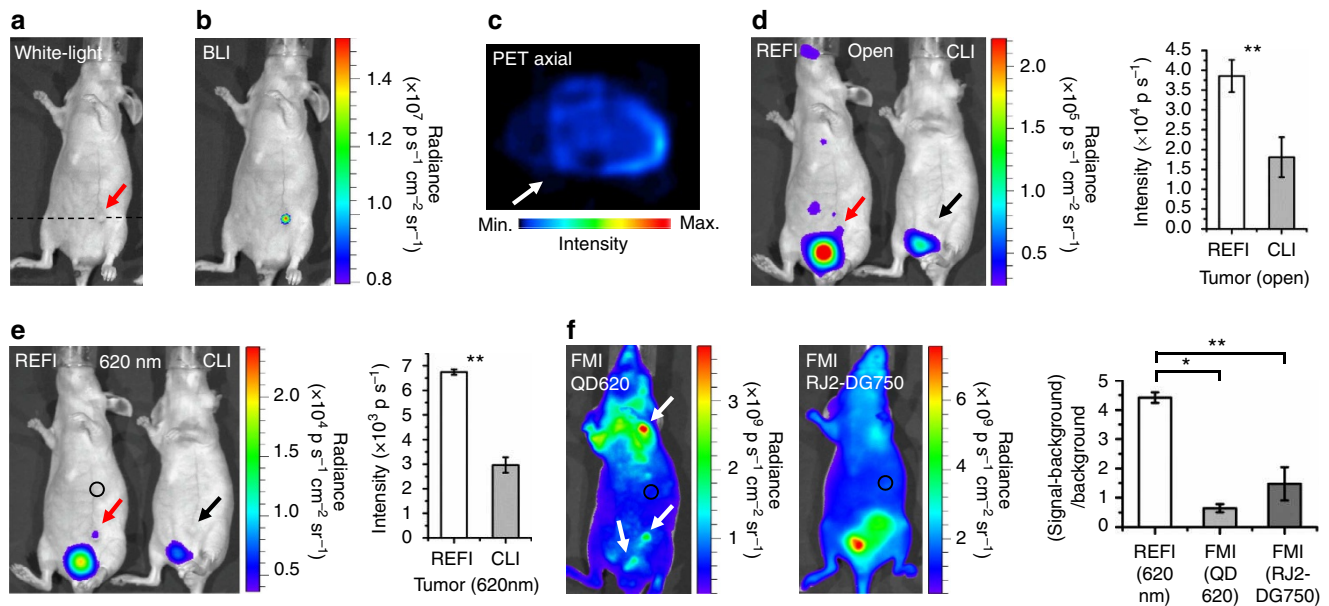 a
White-light
b
BLI
1.4
1.2
1.0
0.8
Radiance
(×10⁷ p s⁻¹ cm⁻² sr⁻¹)
c
PET axial
Min.
Max.
Intensity
d
REFI
Open
CLI
2.0
1.5
1.0
0.5
Radiance
(×10⁵ p s⁻¹ cm⁻² sr⁻¹)
Intensity (×10⁴ p s⁻¹)
4.5
4.0
3.5
3.0
2.5
2.0
1.5
1.0
0.5
0.0
**
REFI
CLI
Tumor (open)
e
REFI
620 nm
CLI
2.0
1.5
1.0
0.5
Radiance
(×10⁴ p s⁻¹ cm⁻² sr⁻¹)
Intensity (×10³ p s⁻¹)
7
6
5
4
3
2
1
0
**
REFI
CLI
Tumor (620nm)
f
FMI
QD620
3
2
1
Radiance
(×10⁹ p s⁻¹ cm⁻² sr⁻¹)
FMI
RJ2-DG750
6
4
2
Radiance
(×10⁹ p s⁻¹ cm⁻² sr⁻¹)
(Signal-background)
/background
5
4
3
2
1
0
**
*
REFI
(620
nm)
FMI
(QD
620)
FMI
(RJ2-
DG750)